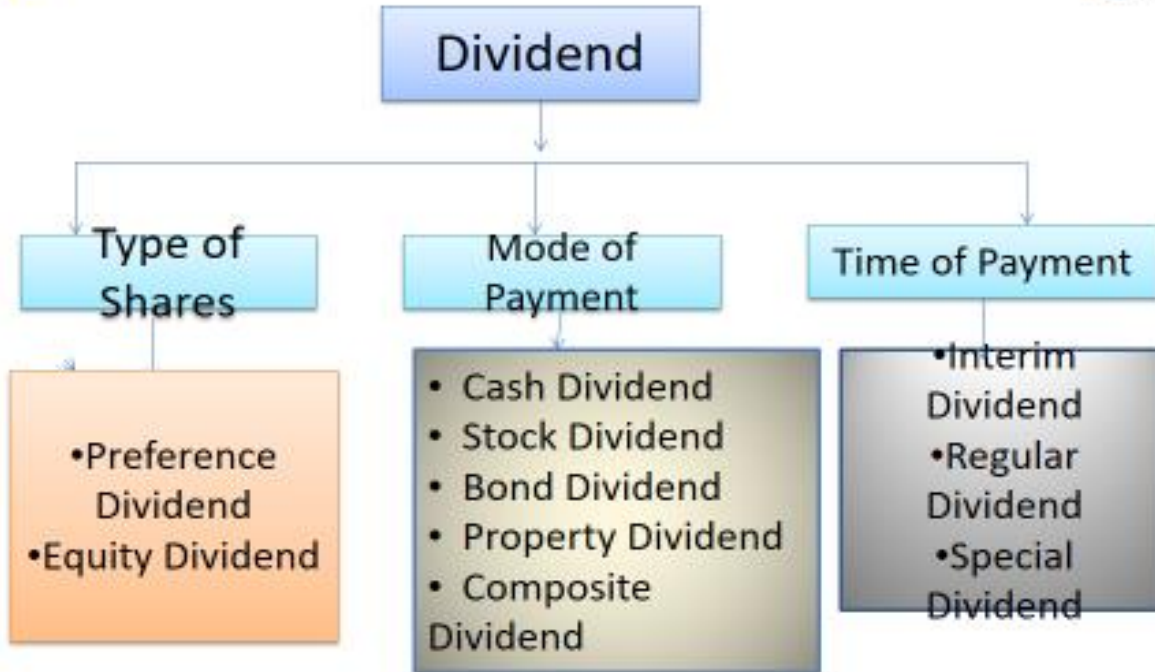 Dividend
Type of
Shares
Mode of
Payment
Time of Payment
•Preference
Dividend
•Equity Dividend
• Cash Dividend
• Stock Dividend
• Bond Dividend
• Property Dividend
• Composite
Dividend
•Interim
Dividend
•Regular
Dividend
•Special
Dividend